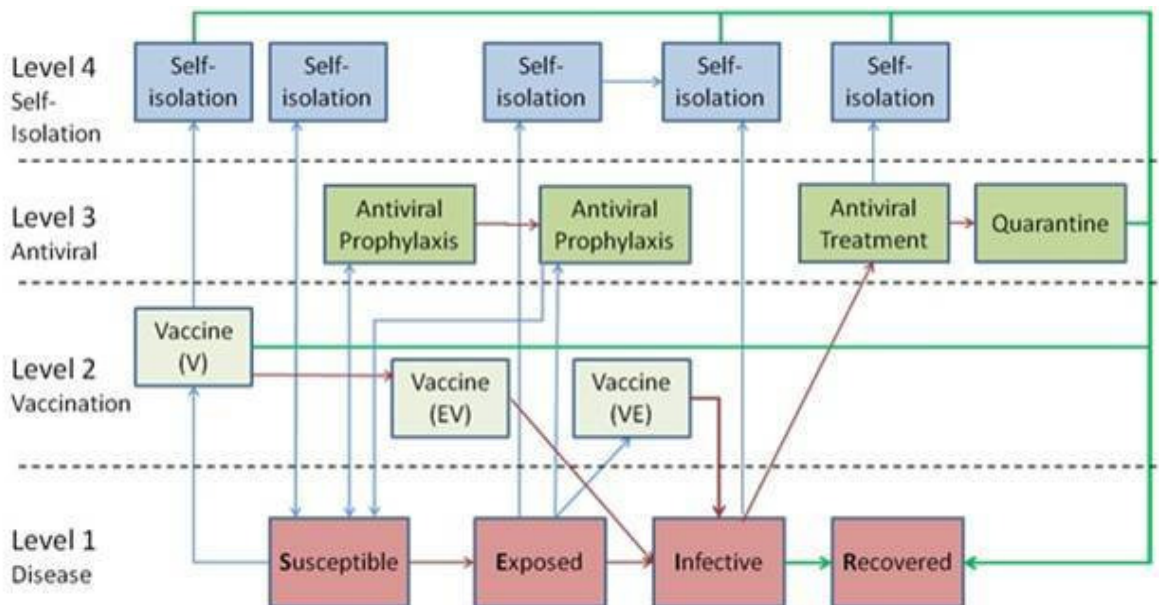 Level 4
Self-
Isolation
Self-
isolation
Self-
isolation
Self-
isolation
Self-
isolation
Self-
isolation
Level 3
Antiviral
Antiviral
Prophylaxis
Antiviral
Prophylaxis
Antiviral
Treatment
Quarantine
Level 2
Vaccination
Vaccine
(V)
Vaccine
(EV)
Vaccine
(VE)
Level 1
Disease
Susceptible
Exposed
Infective
Recovered